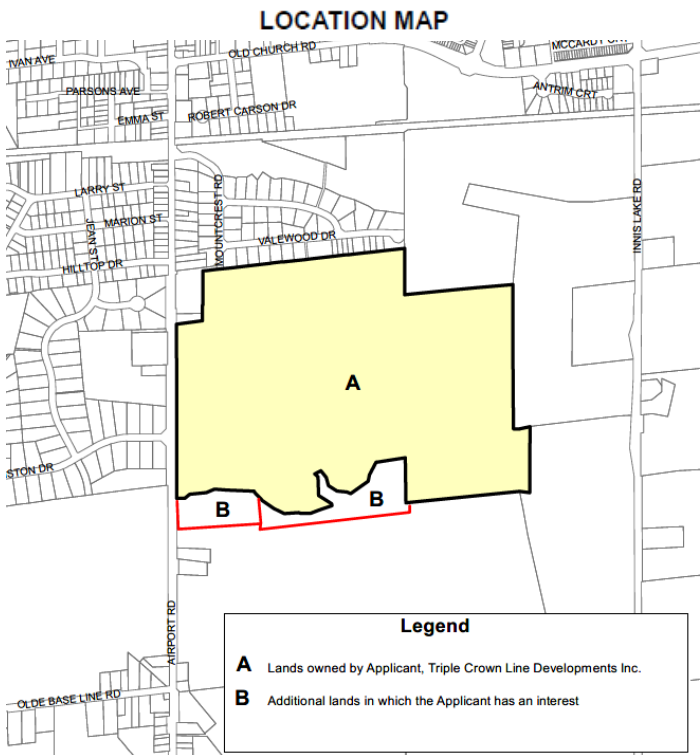 LOCATION MAP
IVAN AVE
OLD CHURCH RD
MCCARDY CRT
PARSONS AVE
ANTRIM CRT
EMMA ST
ROBERT CARSON DR
LARRY ST
MOUNTCREST RD
INNIS LAKE RD
JEAN ST
MARION ST
VALEWOOD DR
HILLTOP DR
A
STON DR
B
B
AIRPORT RD
OLDE BASE LINE RD
Legend
A Lands owned by Applicant, Triple Crown Line Developments Inc.
B Additional lands in which the Applicant has an interest